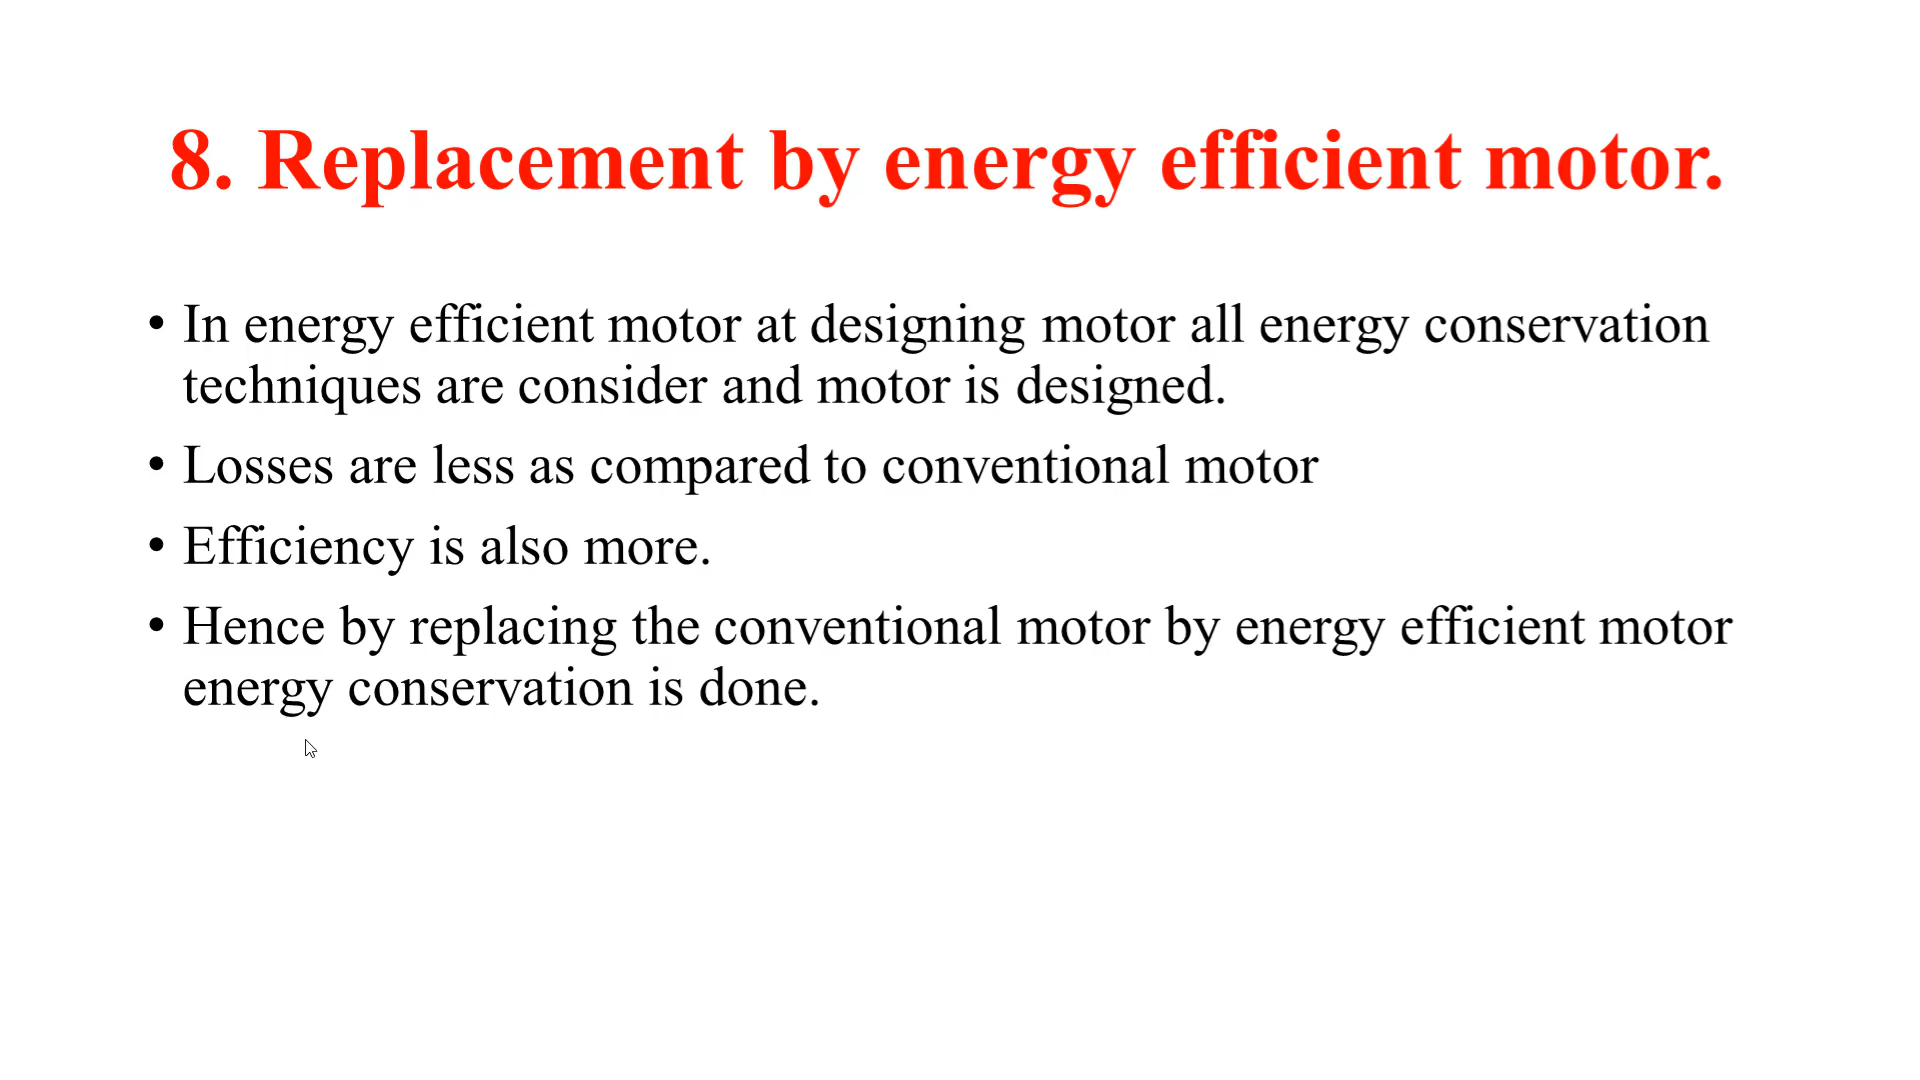 8. Replacement by energy efficient motor.
• In energy efficient motor at designing motor all energy conservation
techniques are consider and motor is designed.
• Losses are less as compared to conventional motor
• Efficiency is also more.
• Hence by replacing the conventional motor by energy efficient motor
energy conservation is done.